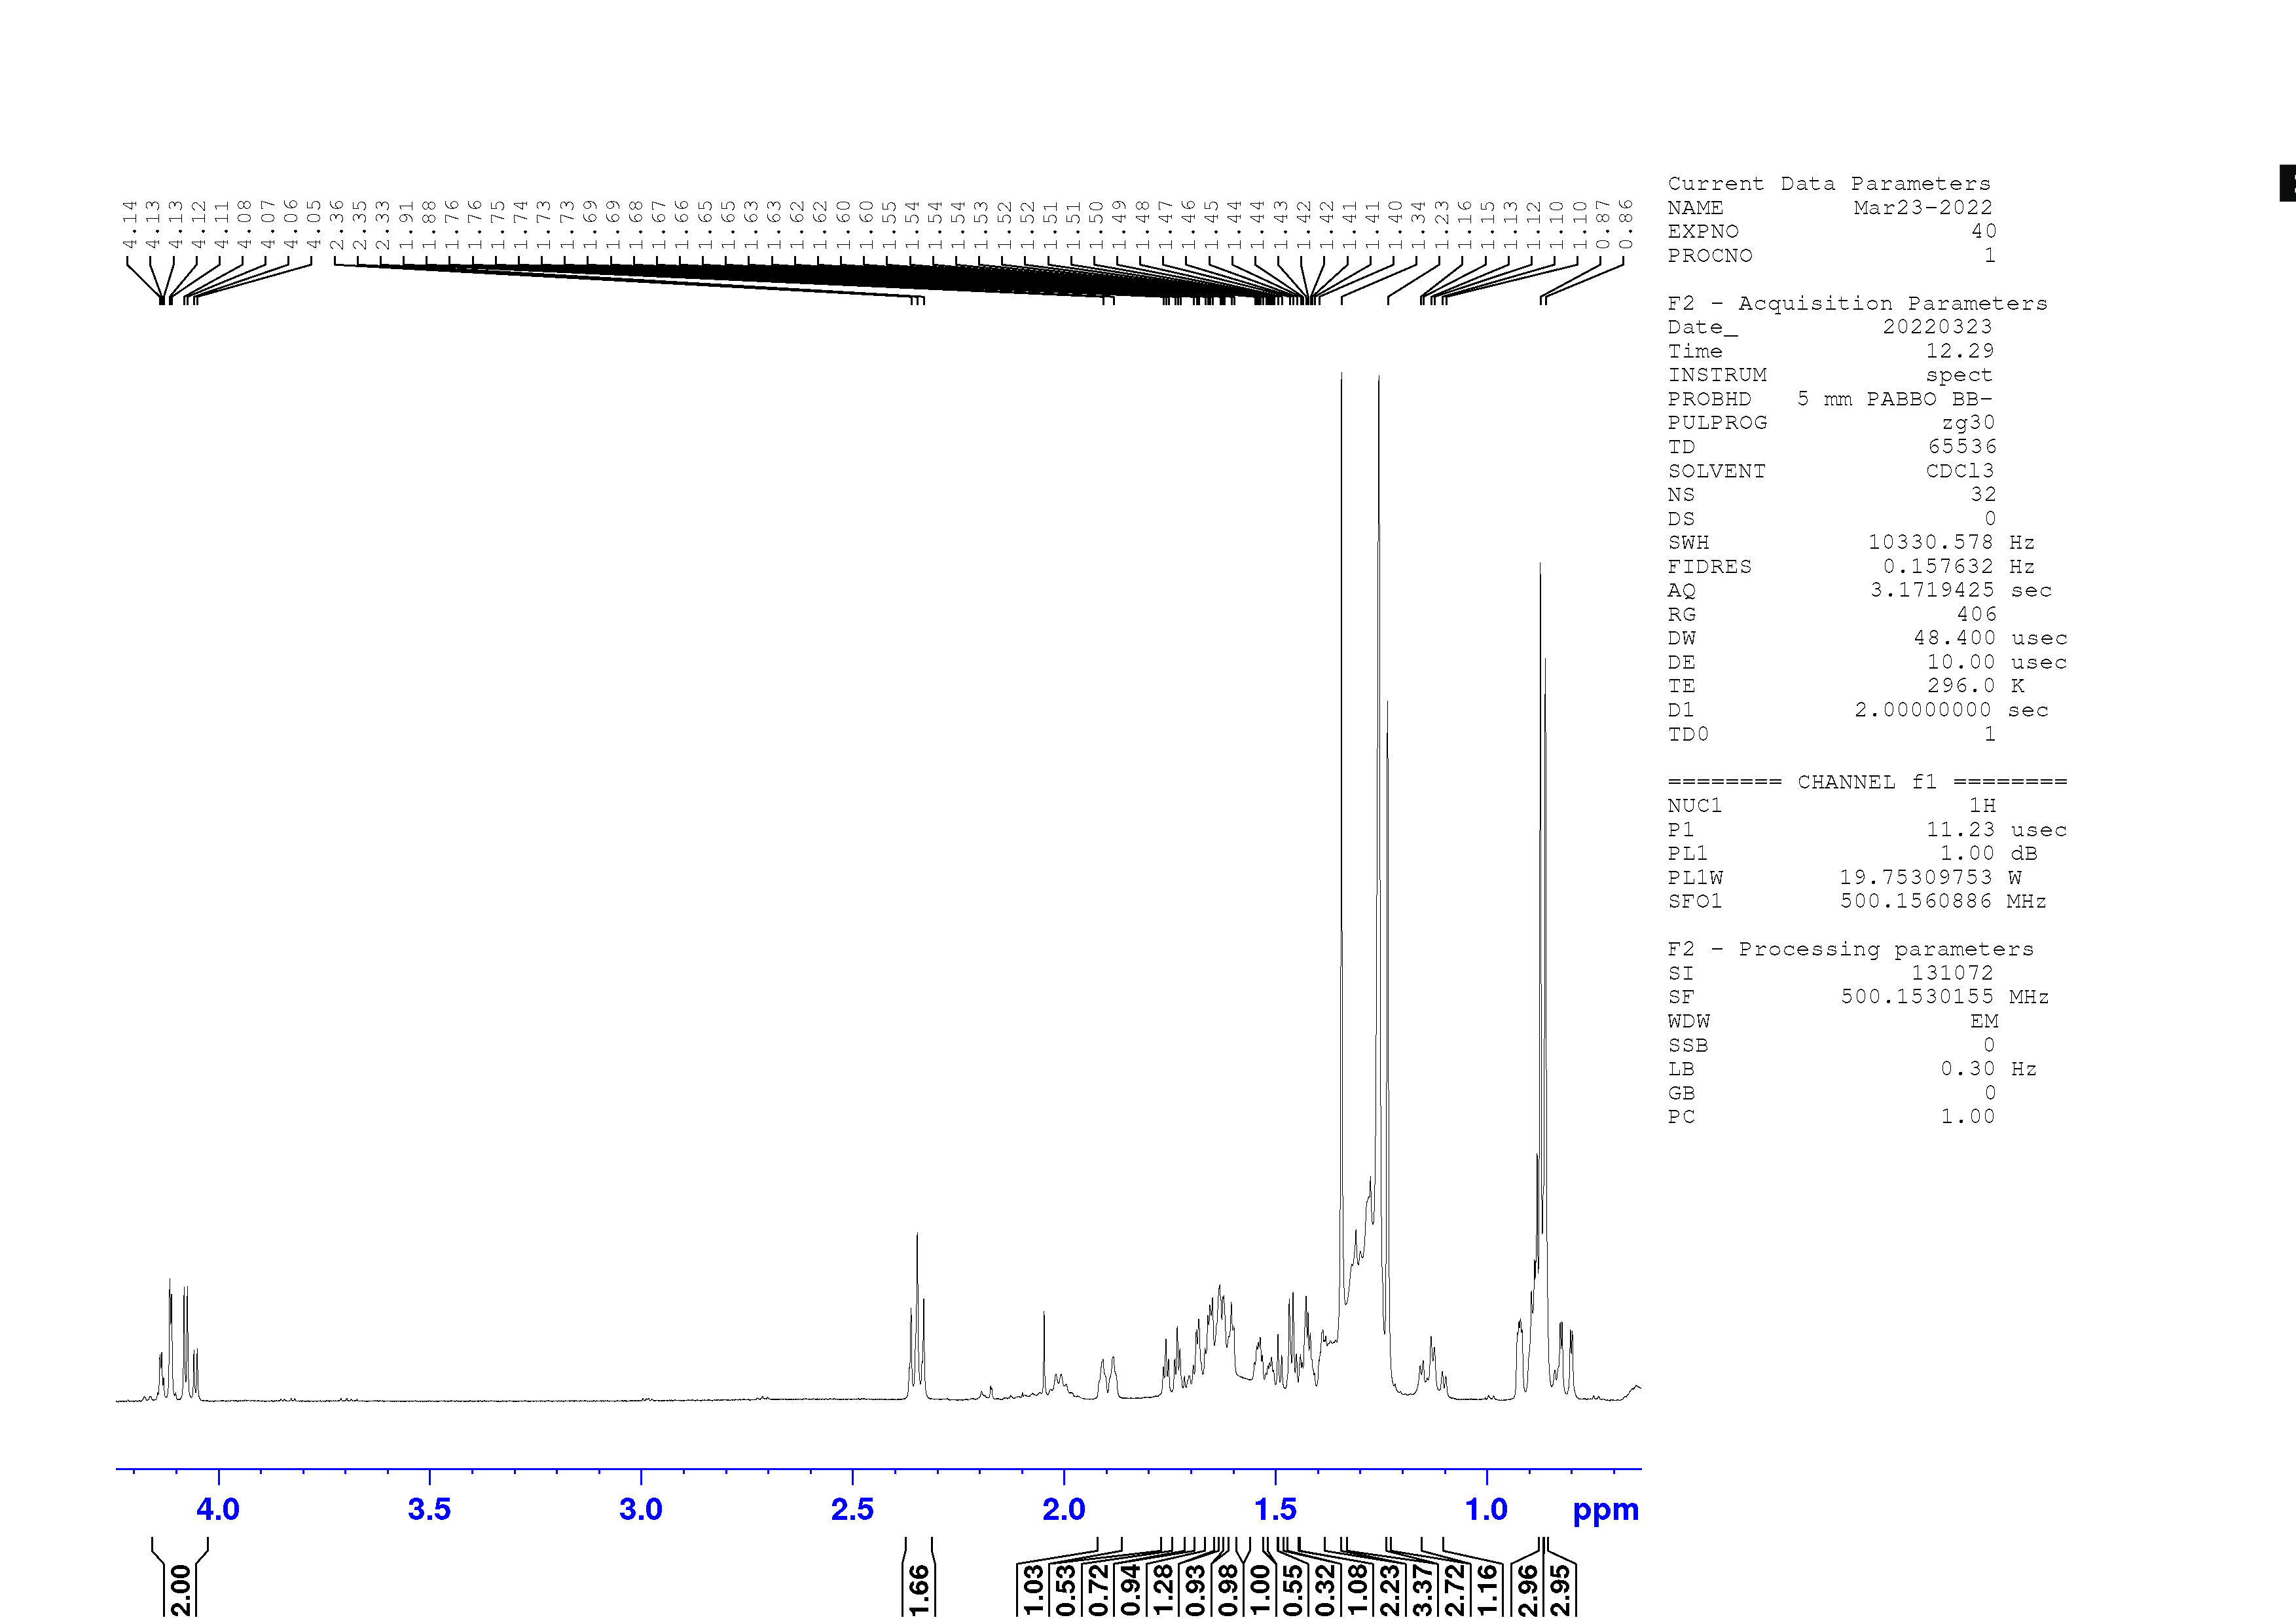 4.14
4.13
4.13
4.12
4.11
4.08
4.07
4.06
4.05
2.36
2.35
2.33
1.91
1.88
1.76
1.76
1.75
1.74
1.73
1.73
1.69
1.69
1.68
1.67
1.66
1.65
1.65
1.63
1.63
1.62
1.62
1.60
1.60
1.55
1.54
1.54
1.54
1.53
1.52
1.52
1.51
1.51
1.50
1.49
1.48
1.47
1.46
1.45
1.44
1.44
1.43
1.42
1.42
1.41
1.41
1.40
1.34
1.23
1.16
1.15
1.13
1.12
1.10
1.10
0.87
0.86
Current Data Parameters
NAME Mar23-2022
EXPNO 40
PROCNO 1
F2 - Acquisition Parameters
Date_ 20220323
Time 12.29
INSTRUM spect
PROBHD 5 mm PABBO BB-
PULPROG zg30
TD 65536
SOLVENT CDCl3
NS 32
DS 0
SWH 10330.578 Hz
FIDRES 0.157632 Hz
AQ 3.1719425 sec
RG 406
DW 48.400 usec
DE 10.00 usec
TE 296.0 K
D1 2.00000000 sec
TD0 1
======== CHANNEL f1 ========
NUC1 1H
P1 11.23 usec
PL1 1.00 dB
PL1W 19.75309753 W
SFO1 500.1560886 MHz
F2 - Processing parameters
SI 131072
SF 500.1530155 MHz
WDW EM
SSB 0
LB 0.30 Hz
GB 0
PC 1.00
4.0 3.5 3.0 2.5 2.0 1.5 1.0 ppm
2.00
1.66
1.03
0.53
0.72
0.94
1.28
0.93
0.98
1.00
0.55
0.32
1.08
2.23
3.37
2.72
1.16
2.96
2.95